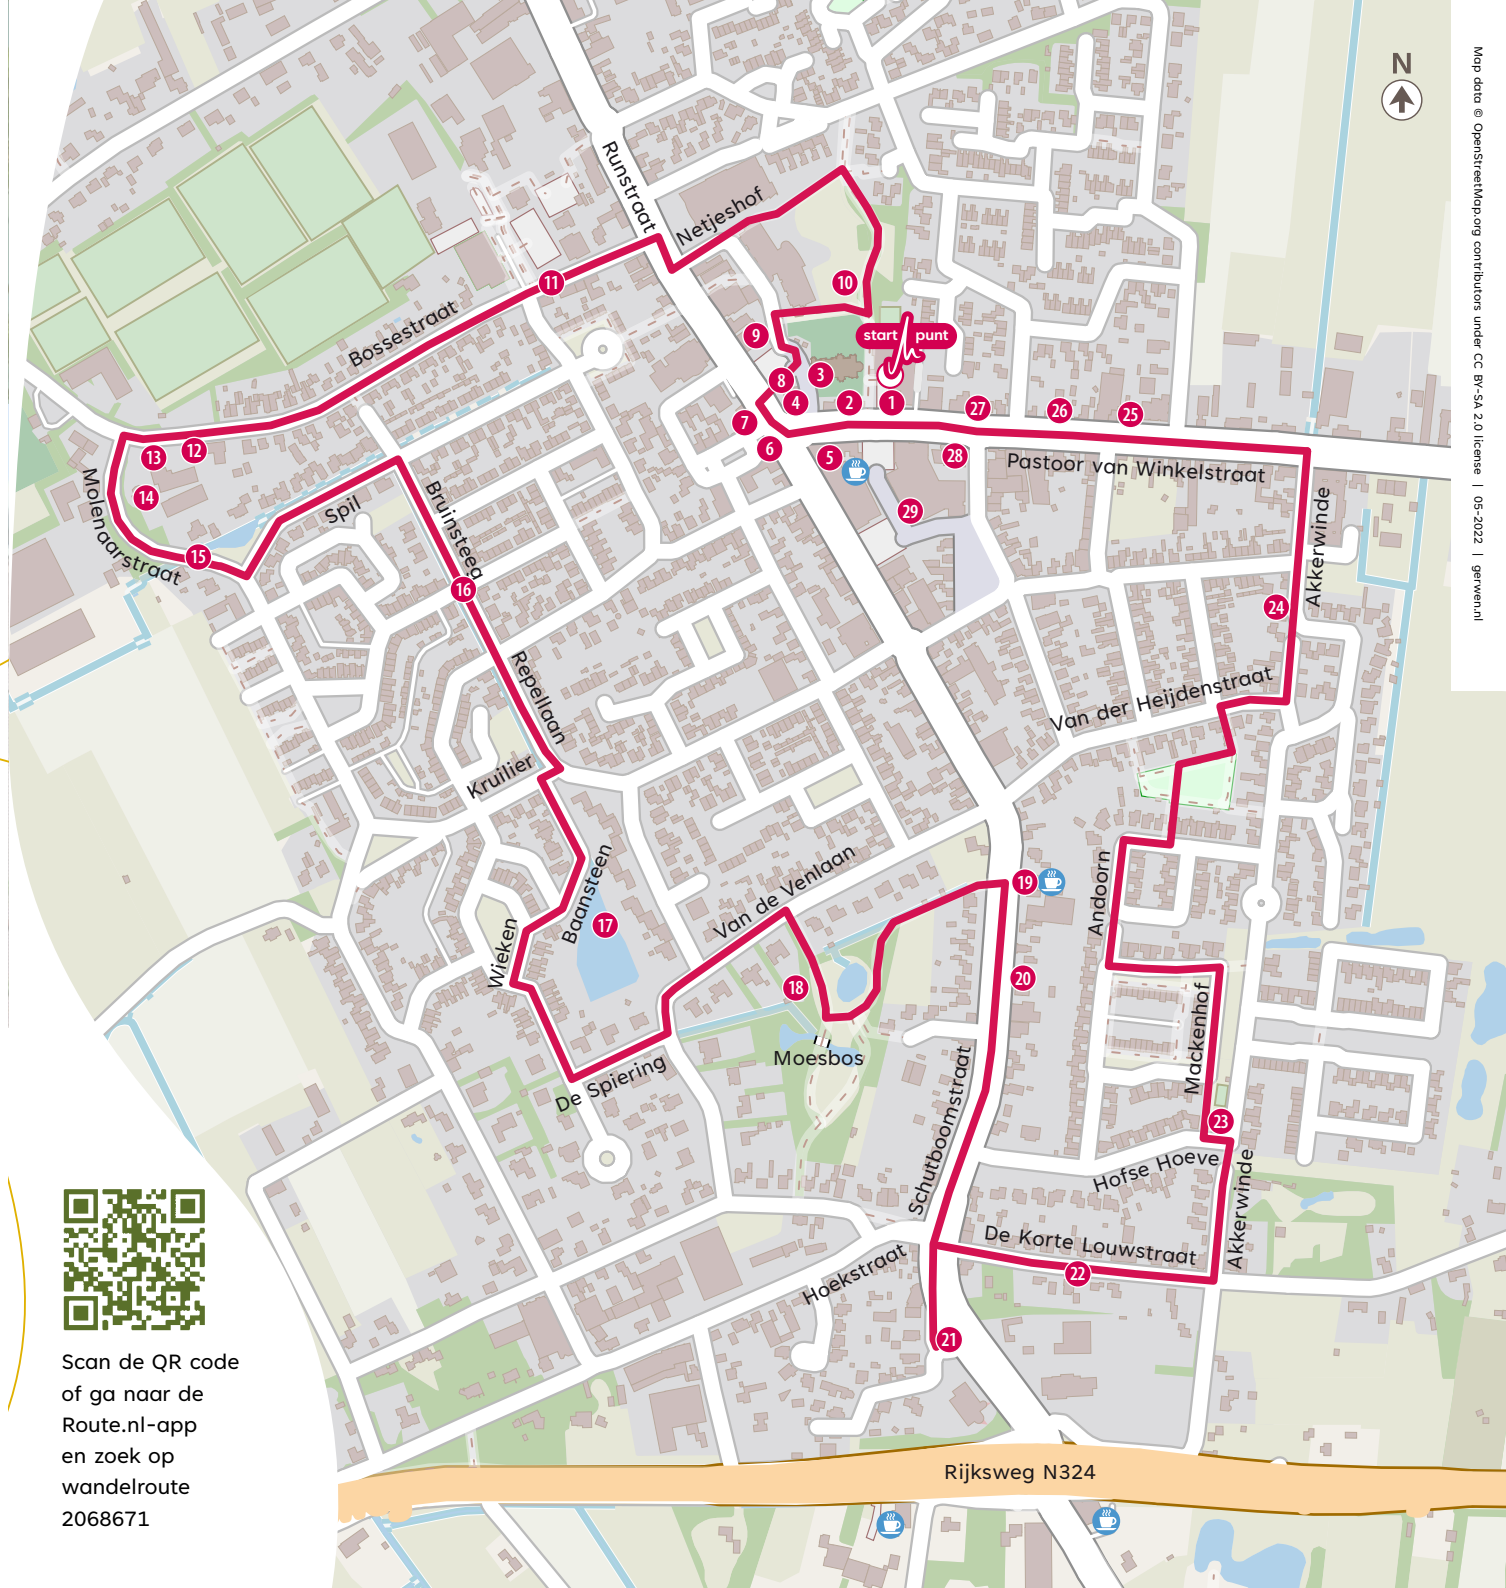 N
Map data © OpenStreetMap.org contributors under CC BY-SA 2.0 license | 05-2022 | gerwen.nl
Runstraat
Netjeshof
11
10
Bossestraat
9
start punt
3
8
4
2
1
27
26
25
7
6
5
28
12
13
14
Pastoor van Winkelstraat
Molenaarstraat
Spil
Bruinsteeg
29
Akkerwinde
15
16
24
Repellaan
Van der Heijdenstraat
Kruilier
Baansteen
Van de Venlaan
19
Andoorn
17
Wieken
18
20
Moesbos
Mackenhof
De Spiering
Schutboomstraat
23
Hofse Hoeve
Akkerwinde
De Korte Louwstraat
Hoekstraat
22
21
Rijksweg N324
Scan de QR code
of ga naar de
Route.nl-app
en zoek op
wandelroute
2068671